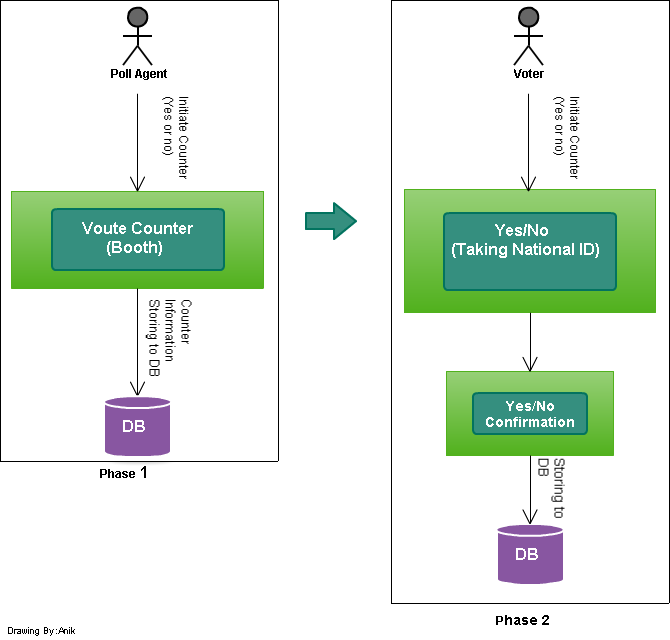 Poll Agent
Initiate Counter
(Yes or no)
Voute Counter
(Booth)
Counter
Information
Storing to DB
DB
Phase 1
Voter
Initiate Counter
(Yes or no)
Yes/No
(Taking National ID)
Yes/No
Confirmation
Storing to
DB
DB
Phase 2
Drawing By:Anik